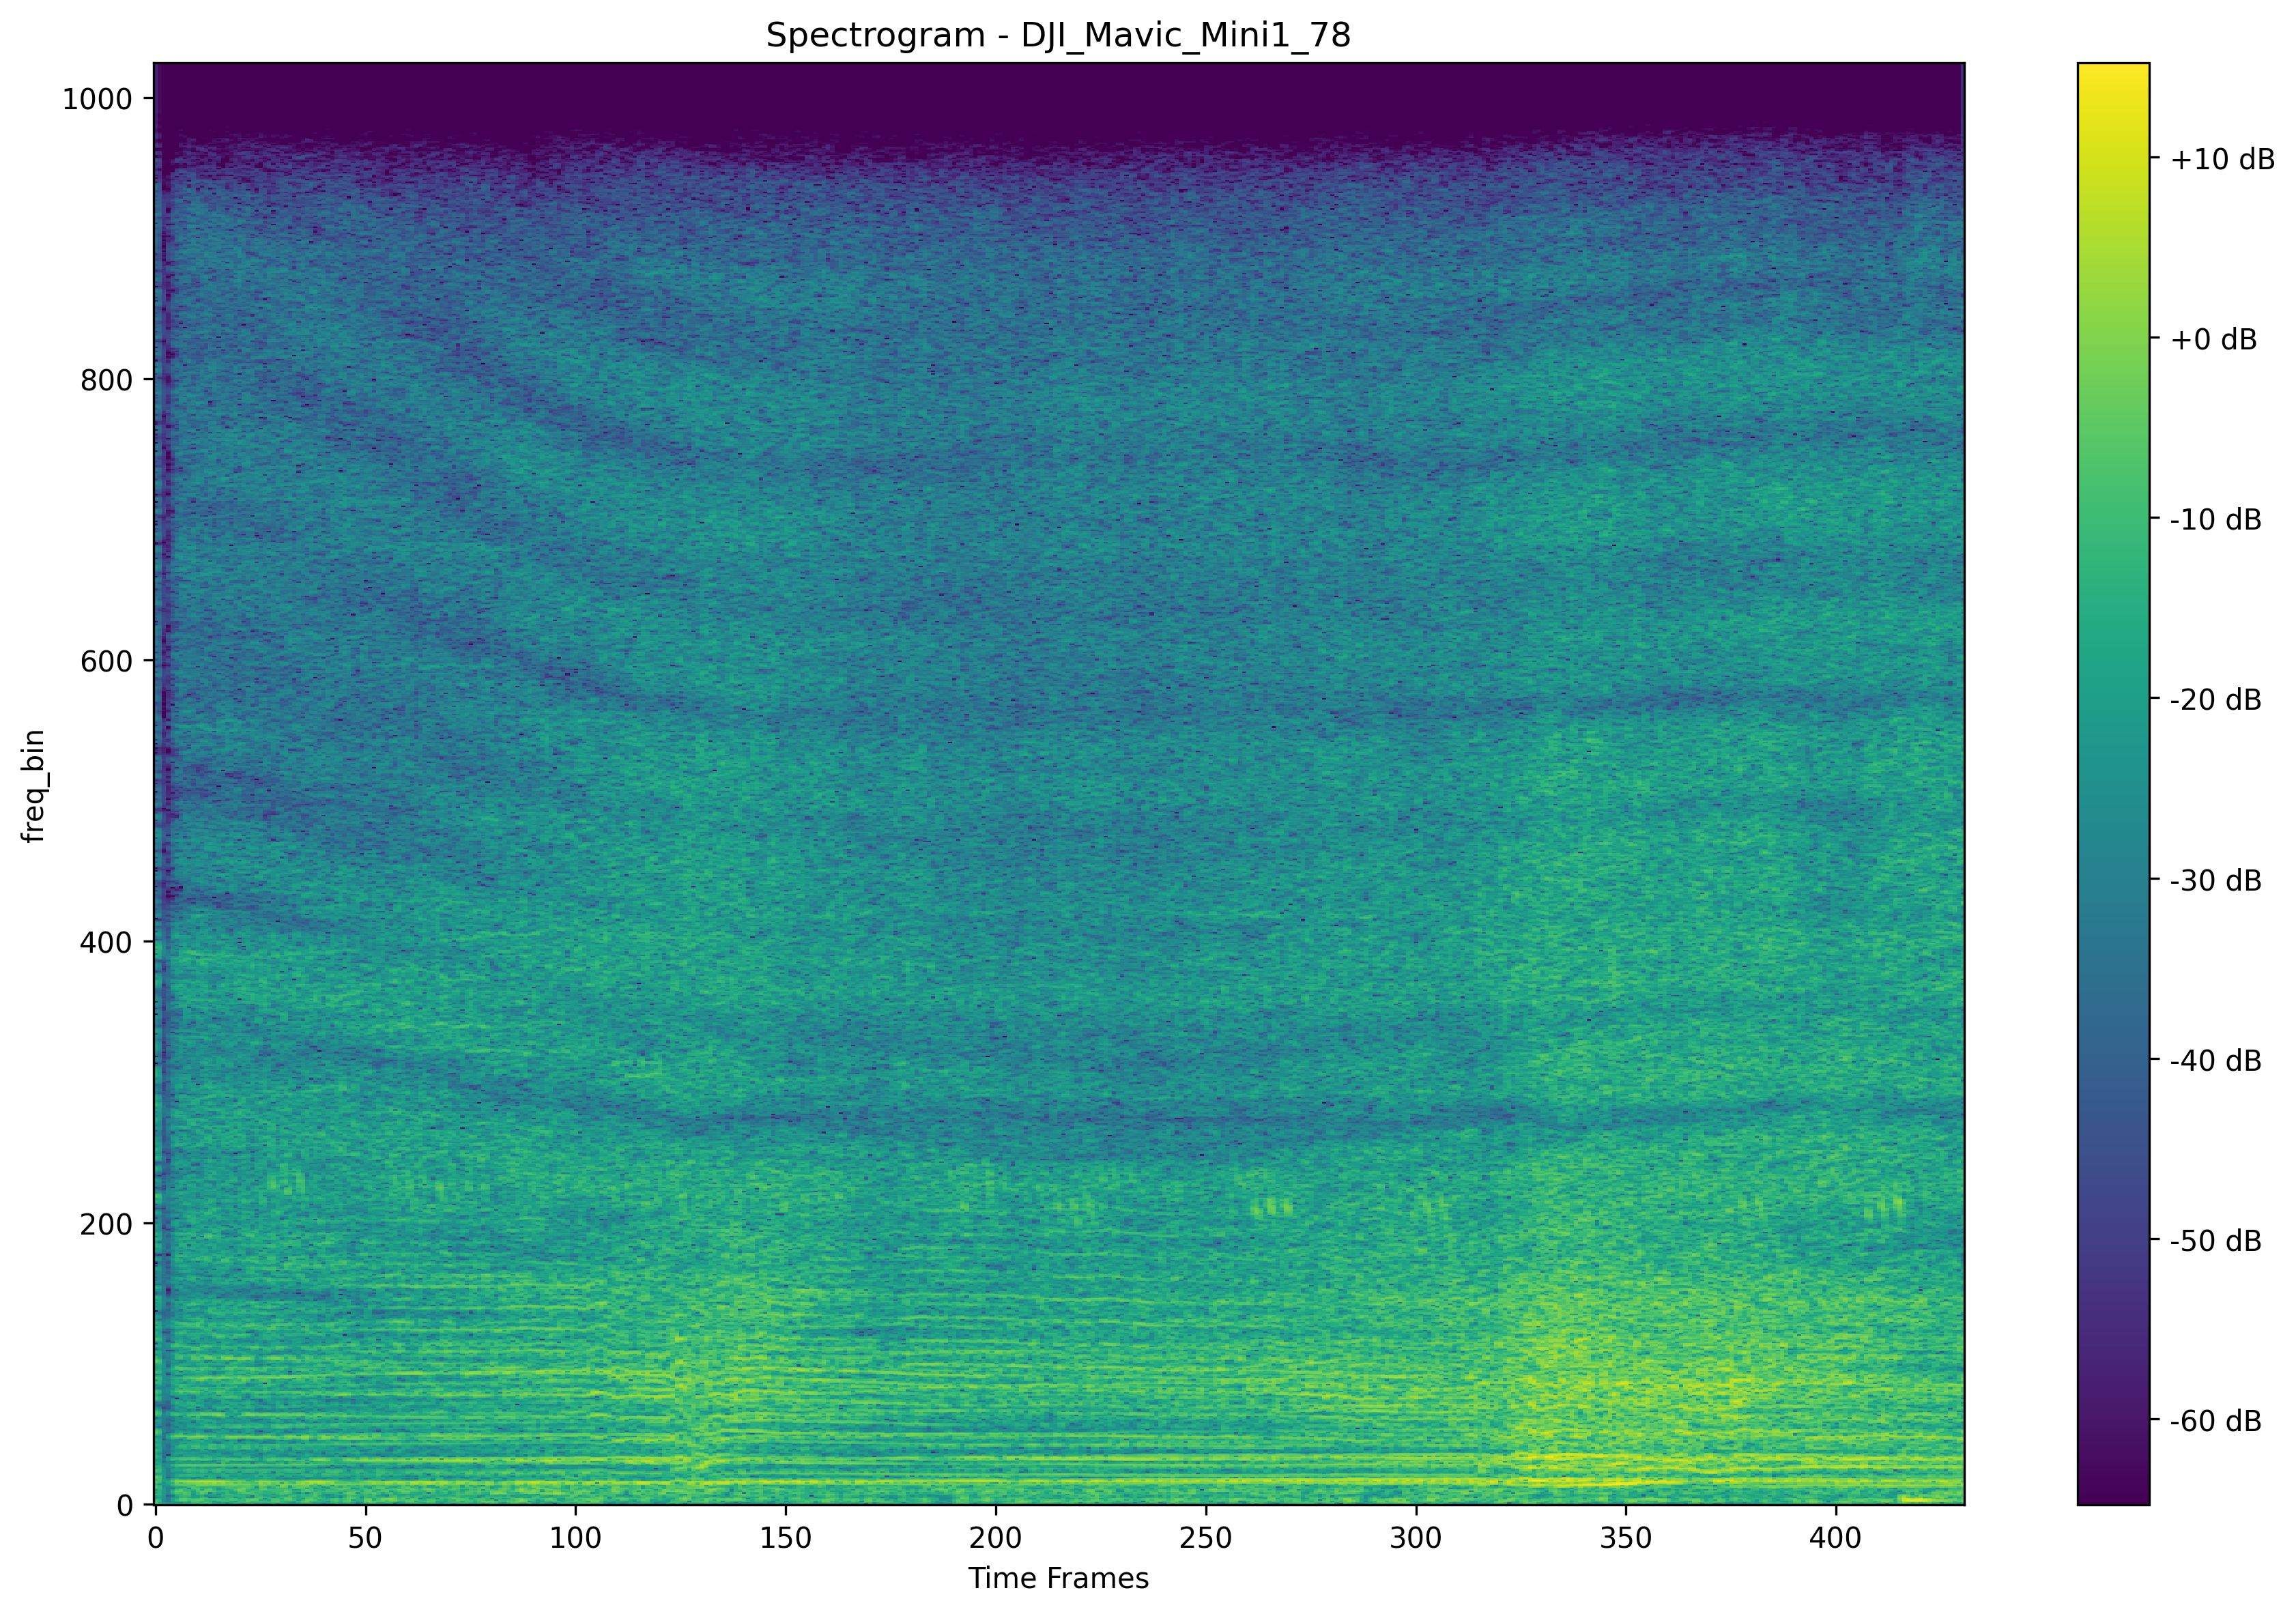 Spectrogram - DJI_Mavic_Mini1_78
1000
800
600
400
200
0
freq_bin
0 50 100 150 200 250 300 350 400
Time Frames
+10 dB
+0 dB
-10 dB
-20 dB
-30 dB
-40 dB
-50 dB
-60 dB